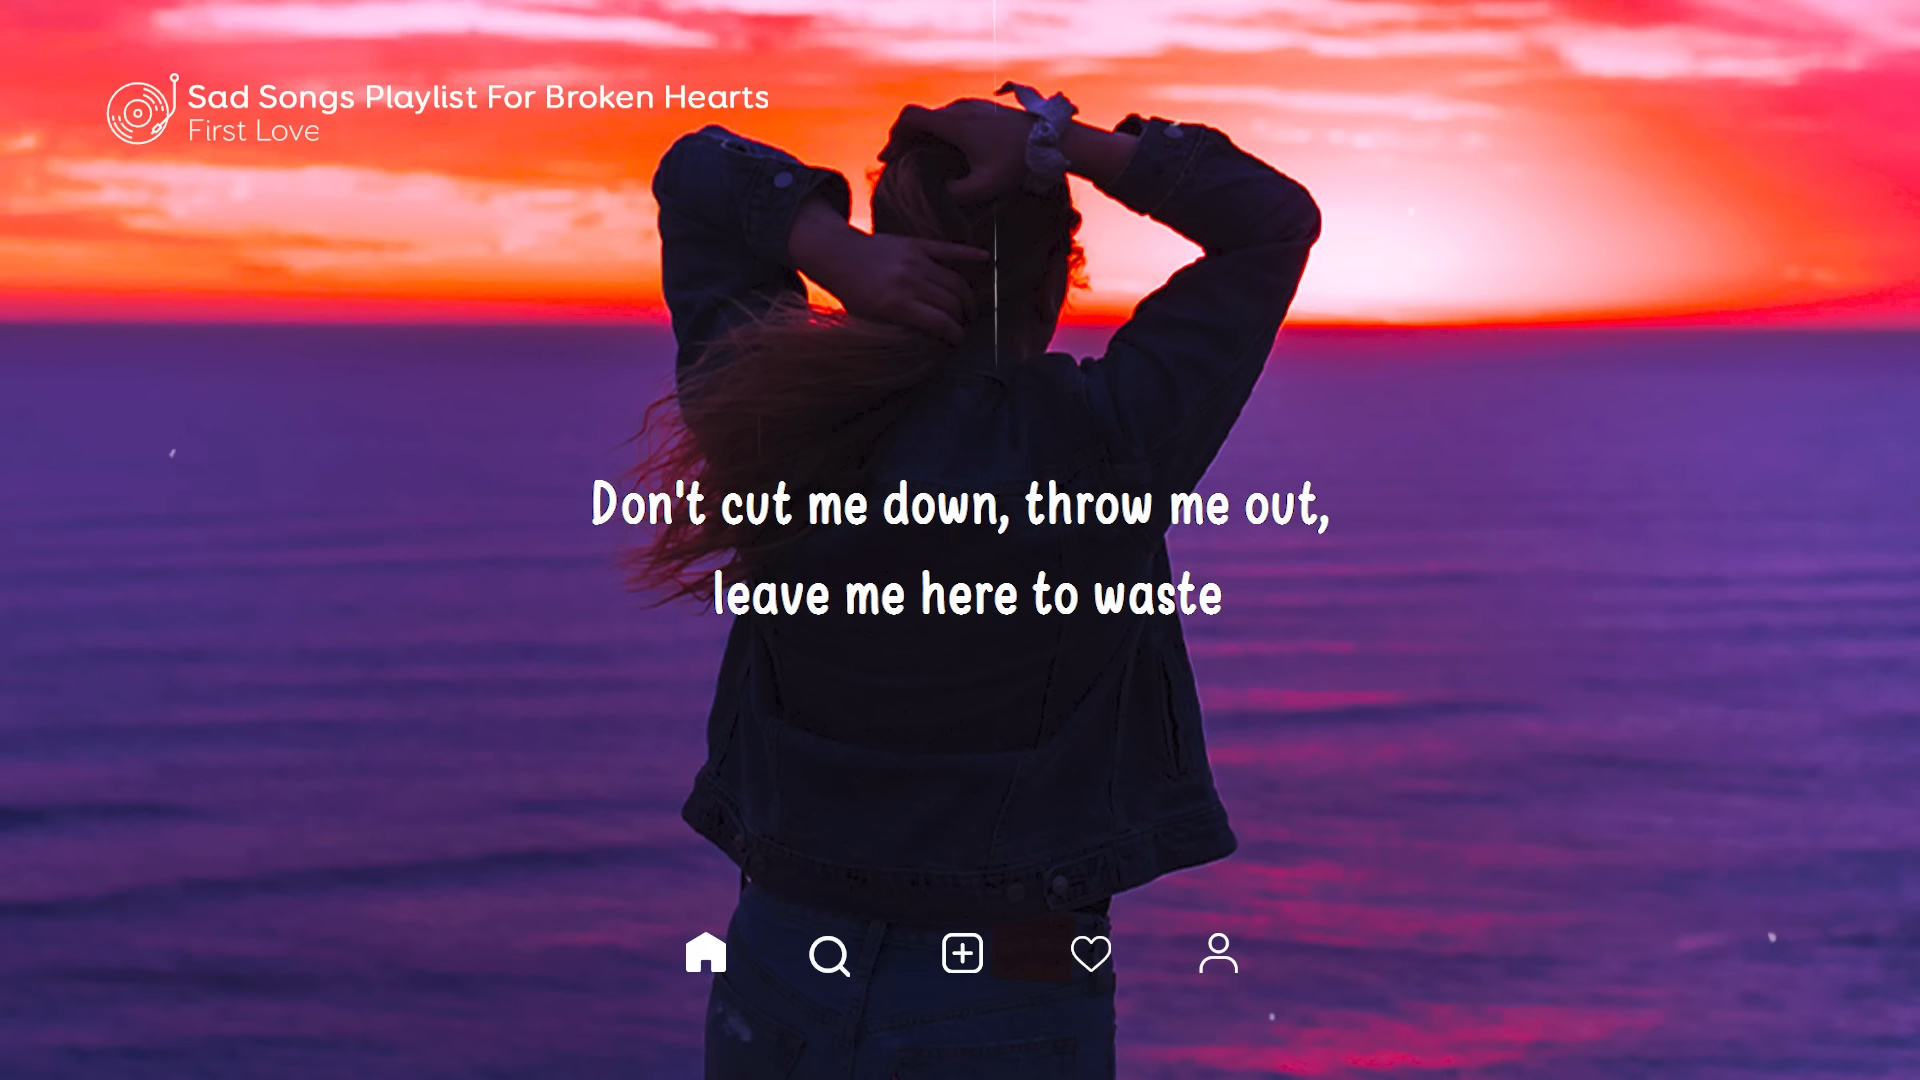 Sad Songs Playlist For Broken Hearts
First Love
Don't cut me down, throw me out,
leave me here to waste